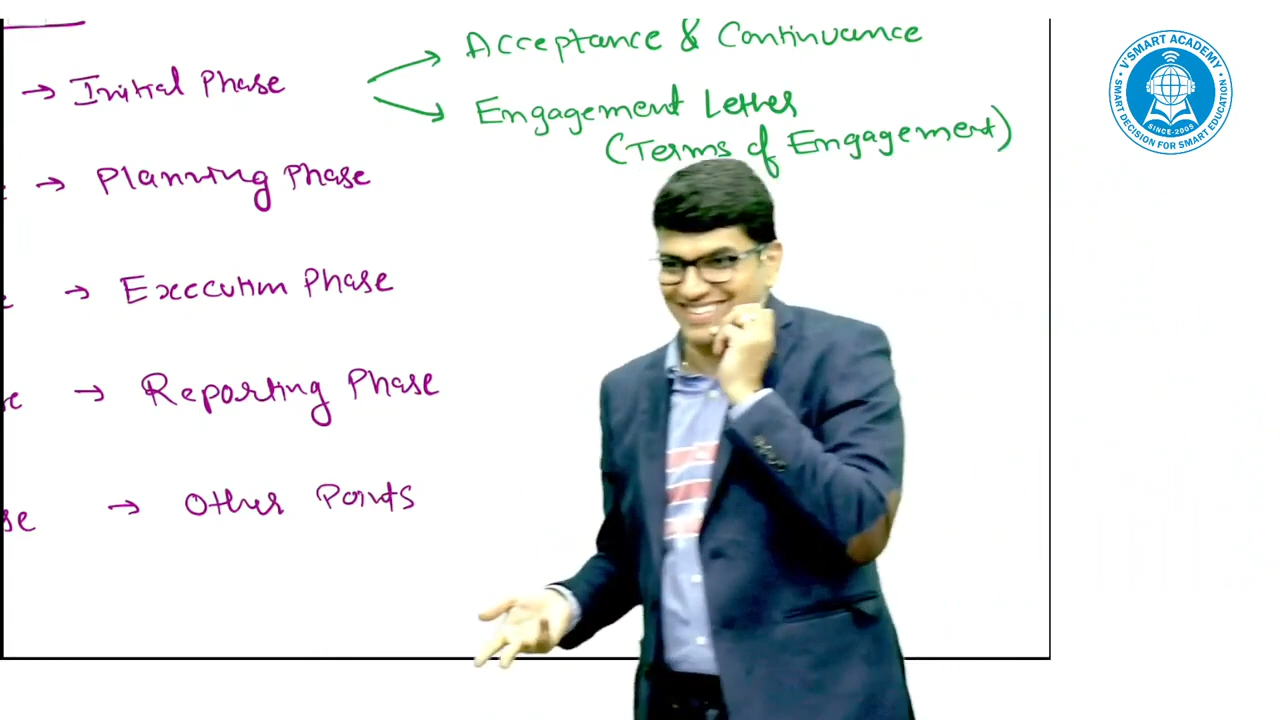 Acceptance & Continuance
→ Initial Phase
Engagement Letter
(Terms of Engagement)
→ Planning Phase
→ Execution Phase
→ Reporting Phase
se → Other Points
V'SMART ACADEMY
SINCE-2005
SMART DECISION FOR SMART EDUCATION